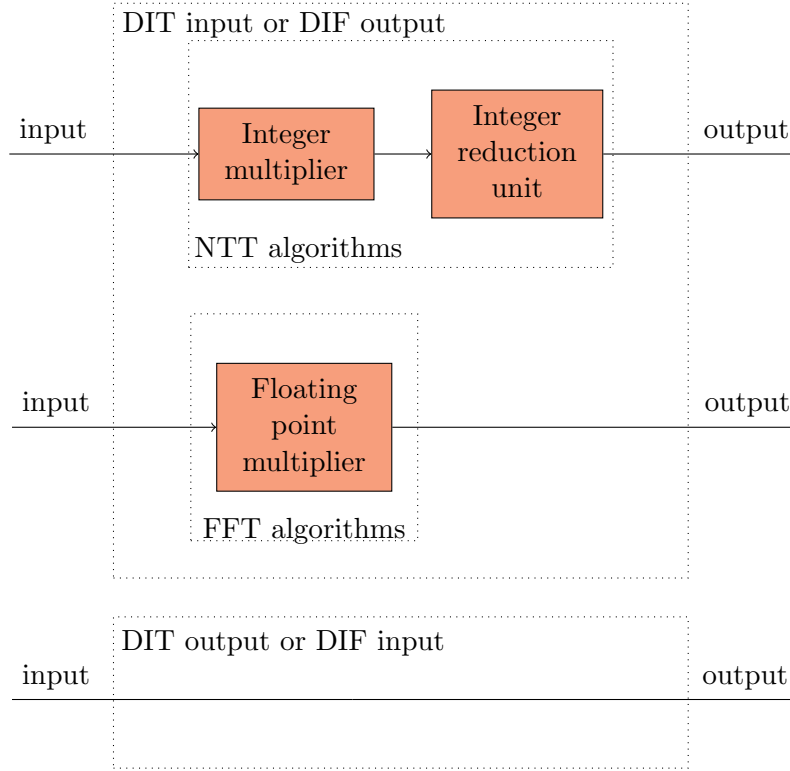 DIT input or DIF output
input
Integer
multiplier
Integer
reduction
unit
output
NTT algorithms
input
Floating
point
multiplier
output
FFT algorithms
DIT output or DIF input
input
output